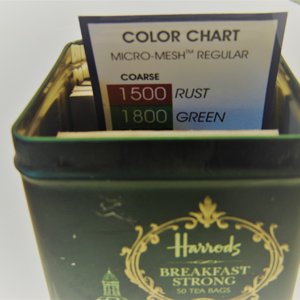 COLOR CHART
MICRO-MESH™ REGULAR
COARSE
1500 RUST
1800 GREEN
Harrods
BREAKFAST
STRONG
50 TEA BAGS